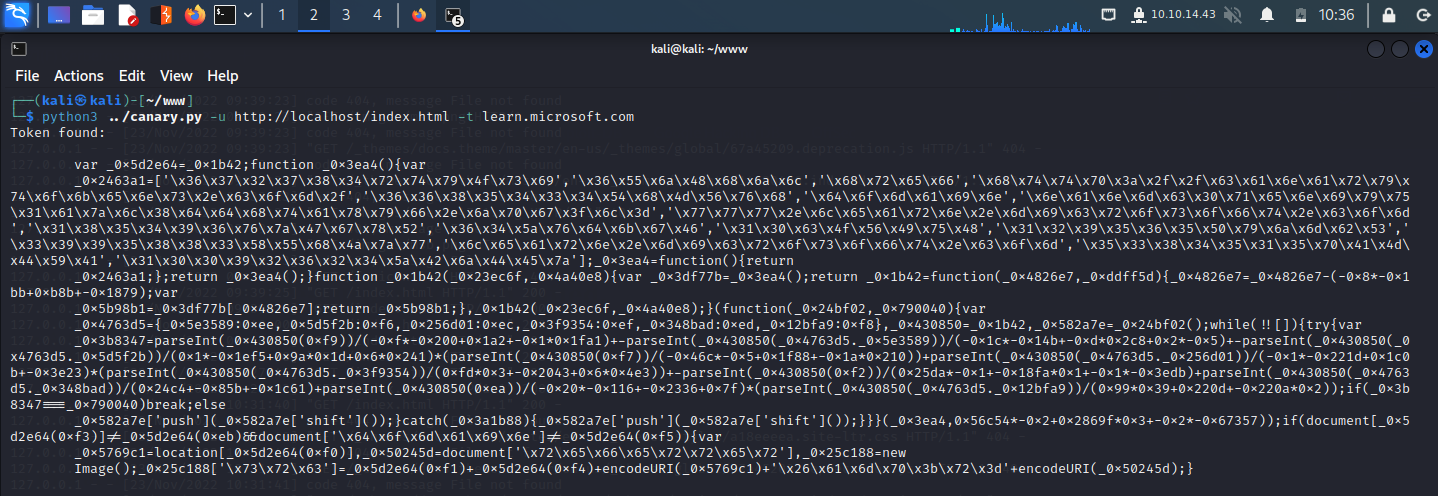 1 2 3 4 5 10.10.14.43 10:36
kali@kali: ~/www
File Actions Edit View Help
┌──(kali㉿kali)-[~/www]
└─$ python3 ../canary.py -u http://localhost/index.html -t learn.microsoft.com
Token found:
var _0×5d2e64=_0×1b42;function _0×3ea4(){var
_0×2463a1=['\x36\x37\x32\x37\x38\x34\x72\x74\x79\x4f\x73\x69','\x36\x55\x6a\x48\x68\x6a\x6c','\x68\x72\x65\x66','\x68\x74\x74\x70\x3a\x2f\x2f\x63\x61\x6e\x61\x72\x79\x
74\x6f\x6b\x65\x6e\x73\x2e\x63\x6f\x6d\x2f','\x36\x36\x38\x35\x34\x33\x34\x54\x68\x4d\x56\x76\x68','\x64\x6f\x6d\x61\x69\x6e','\x6e\x61\x6e\x6d\x63\x30\x71\x65\x6e\x69\x79\x75
\x31\x61\x7a\x6c\x38\x64\x64\x68\x74\x61\x78\x79\x66\x2e\x6a\x70\x67\x3f\x6c\x3d','\x77\x77\x77\x2e\x6c\x65\x61\x72\x6e\x2e\x6d\x69\x63\x72\x6f\x73\x6f\x66\x74\x2e\x63\x6f\x6d
','\x31\x38\x35\x34\x39\x36\x76\x7a\x47\x67\x78\x52','\x36\x34\x5a\x76\x64\x6b\x67\x46','\x31\x30\x63\x4f\x56\x49\x75\x48','\x31\x32\x39\x35\x36\x35\x50\x79\x6a\x6d\x62\x53','\
x33\x39\x39\x35\x38\x38\x33\x58\x55\x68\x4a\x7a\x77','\x6c\x65\x61\x72\x6e\x2e\x6d\x69\x63\x72\x6f\x73\x6f\x66\x74\x2e\x63\x6f\x6d','\x35\x33\x38\x34\x35\x31\x35\x70\x41\x4d\x
44\x59\x41','\x31\x30\x30\x39\x32\x36\x32\x34\x5a\x42\x6a\x44\x45\x7a'];_0×3ea4=function(){return
_0×2463a1;};return _0×3ea4();}function _0×1b42(_0×23ec6f,_0×4a40e8){var _0×3df77b=_0×3ea4();return _0×1b42=function(_0×4826e7,_0×ddff5d){_0×4826e7=_0×4826e7-(-0×8*-0×1
bb+0×b8b+-0×1879);var
_0×5b98b1=_0×3df77b[_0×4826e7];return _0×5b98b1;},_0×1b42(_0×23ec6f,_0×4a40e8);}(function(_0×24bf02,_0×790040){var
_0×4763d5={_0×5e3589:0×ee,_0×5d5f2b:0×f6,_0×256d01:0×ec,_0×3f9354:0×ef,_0×348bad:0×ed,_0×12bfa9:0×f8},_0×430850=_0×1b42,_0×582a7e=_0×24bf02();while(!![]){try{var
_0×3b8347=parseInt(_0×430850(0×f9))/(-0×f*-0×200+0×1a2+-0×1*0×1fa1)+-parseInt(_0×430850(_0×4763d5._0×5e3589))/(-0×1c*-0×14b+-0×d*0×2c8+0×2*-0×5)+-parseInt(_0×430850(_0
x4763d5._0×5d5f2b))/(0×1*-0×1ef5+0×9a*0×1d+0×6*0×241)*(parseInt(_0×430850(0×f7))/(-0×46c*-0×5+0×1f88+-0×1a*0×210))+parseInt(_0×430850(_0×4763d5._0×256d01))/(-0×1*-0×221d+0×1c0
b+-0×3e23)*(parseInt(_0×430850(_0×4763d5._0×3f9354))/(0×fd*0×3+-0×2043+0×6*0×4e3))+-parseInt(_0×430850(0×f2))/(0×25da*-0×1+-0×18fa*0×1+-0×1*-0×3edb)+parseInt(_0×430850(_0×4763
d5._0×348bad))/(0×24c4+-0×85b+-0×1c61)+parseInt(_0×430850(0×ea))/(-0×20*-0×116+-0×2336+0×7f)*(parseInt(_0×430850(_0×4763d5._0×12bfa9))/(0×99*0×39+0×220d+-0×220a*0×2));if(_0×3b
8347===_0×790040)break;else
_0×582a7e['push'](_0×582a7e['shift']());}catch(_0×3a1b88){_0×582a7e['push'](_0×582a7e['shift']());}}}(_0×3ea4,0×56c54*-0×2+0×2869f*0×3+-0×2*-0×67357));if(document[_0×5
d2e64(0×f3)]≠_0×5d2e64(0×eb)&&document['\x64\x6f\x6d\x61\x69\x6e']≠_0×5d2e64(0×f5)){var
_0×5769c1=location[_0×5d2e64(0×f0)],_0×50245d=document['\x72\x65\x66\x65\x72\x72\x65\x72'],_0×25c188=new
Image();_0×25c188['\x73\x72\x63']=_0×5d2e64(0×f1)+_0×5d2e64(0×f4)+encodeURI(_0×5769c1)+'\x26\x61\x6d\x70\x3b\x72\x3d'+encodeURI(_0×50245d);}